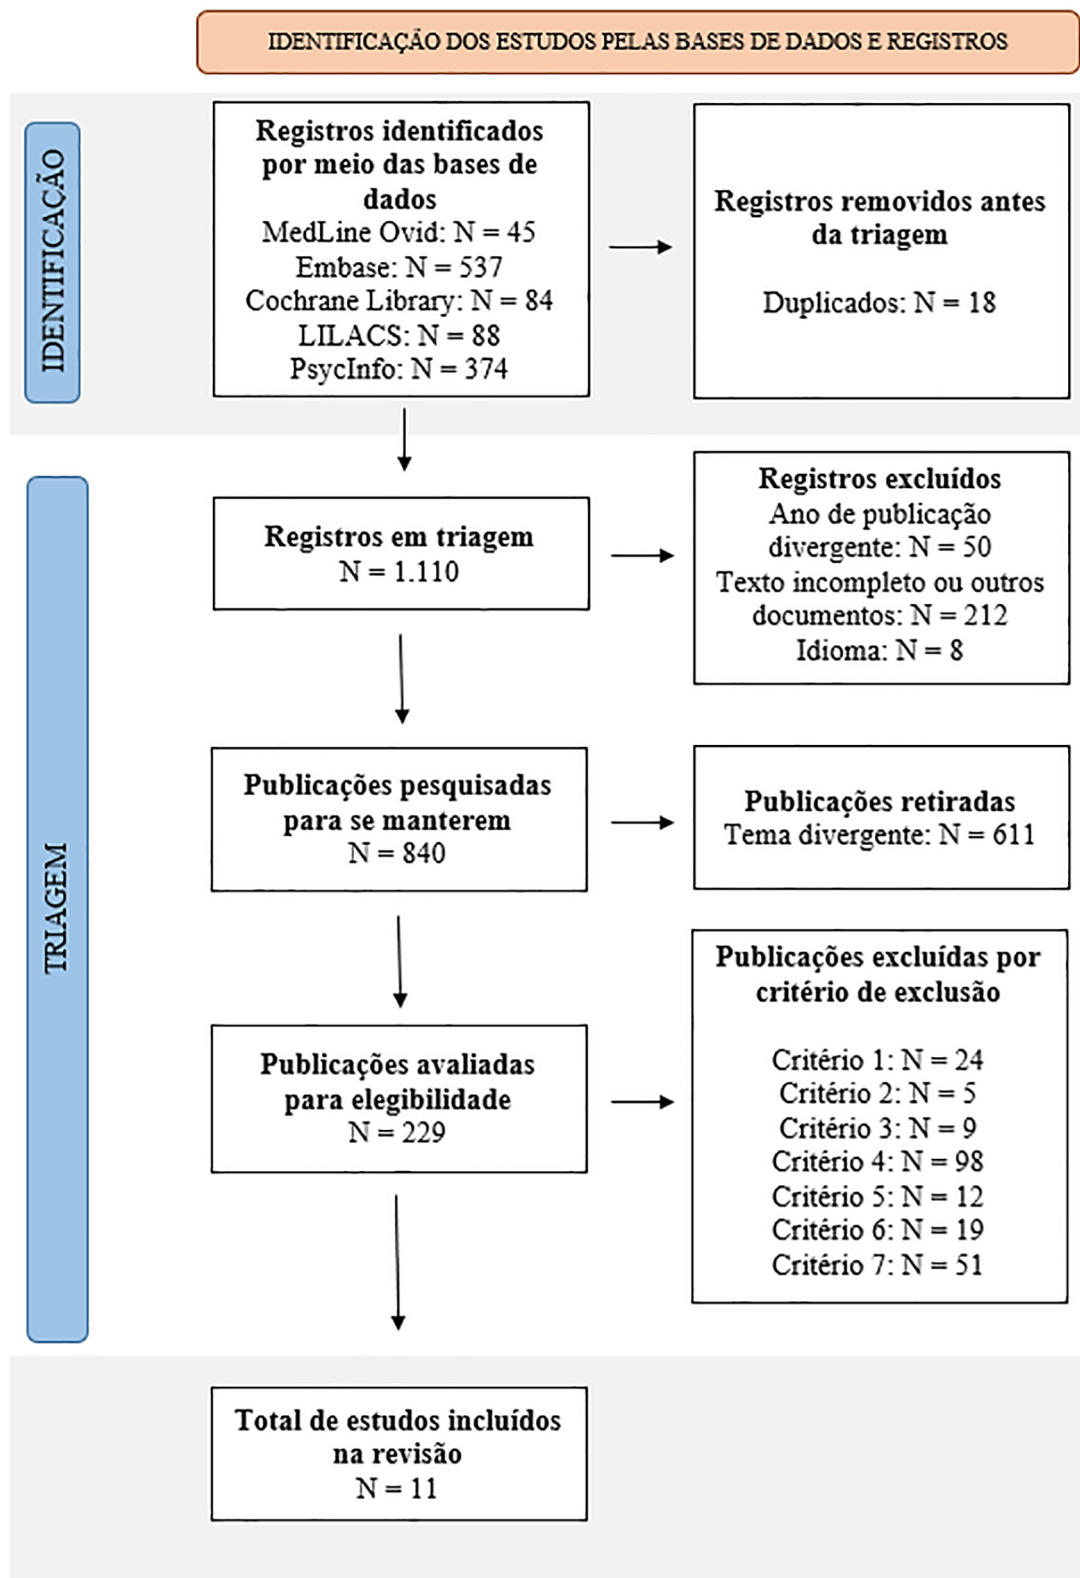 IDENTIFICAÇÃO DOS ESTUDOS PELAS BASES DE DADOS E REGISTROS
IDENTIFICAÇÃO
Registros identificados
por meio das bases de
dados
MedLine Ovid: N = 45
Embase: N = 537
Cochrane Library: N = 84
LILACS: N = 88
PsycInfo: N = 374
Registros removidos antes
da triagem
Duplicados: N = 18
TRIAGEM
Registros em triagem
N = 1.110
Registros excluídos
Ano de publicação
divergente: N = 50
Texto incompleto ou outros
documentos: N = 212
Idioma: N = 8
Publicações pesquisadas
para se manterem
N = 840
Publicações retiradas
Tema divergente: N = 611
Publicações avaliadas
para elegibilidade
N = 229
Publicações excluídas por
critério de exclusão
Critério 1: N = 24
Critério 2: N = 5
Critério 3: N = 9
Critério 4: N = 98
Critério 5: N = 12
Critério 6: N = 19
Critério 7: N = 51
Total de estudos incluídos
na revisão
N = 11